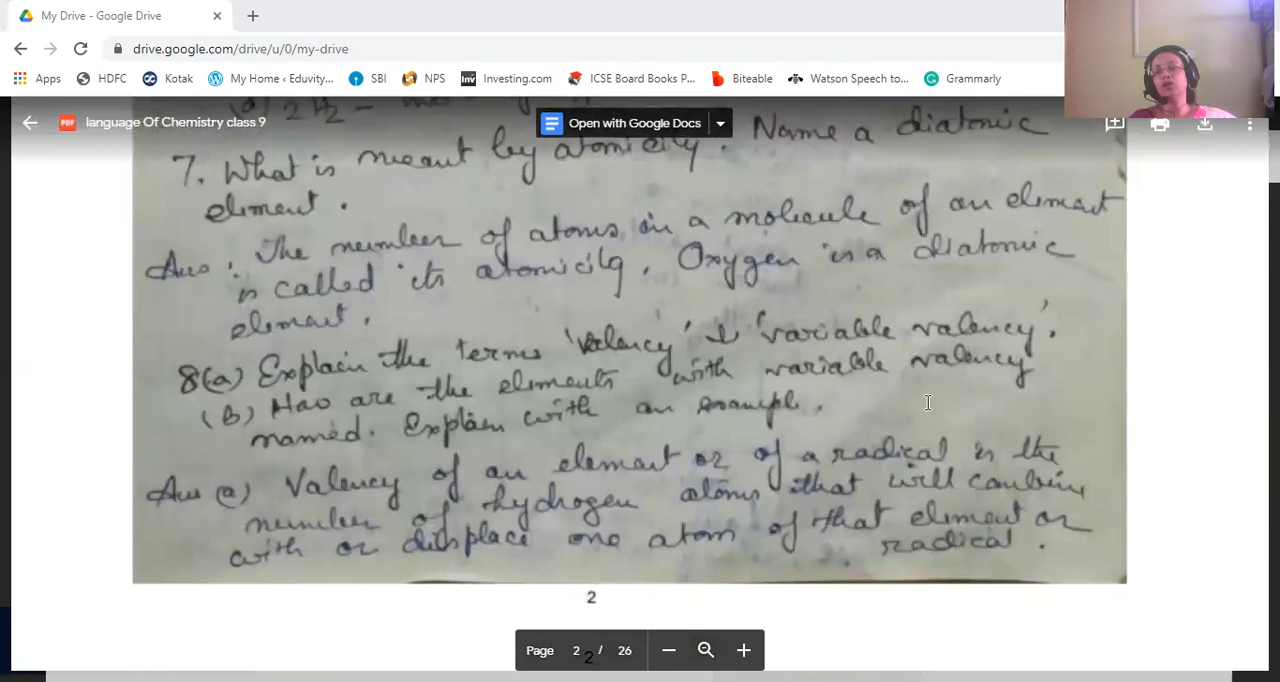 My Drive - Google Drive
drive.google.com/drive/u/0/my-drive
Apps HDFC Kotak My Home ‹ Eduvity... SBI NPS Inv Investing.com ICSE Board Books P... Biteable Watson Speech to... Grammarly
PDF language Of Chemistry class 9
Open with Google Docs
(a) 2H2 -
7. What is meant by atomicity. Name a diatomic
element.
Ans: The number of atoms in a molecule of an element
is called its atomicity. Oxygen is a diatomic
element.
8(a) Explain the terms 'valency' & 'variable valency'.
(b) Hao are the elements with variable valency
named. Explain with an example.
Ans (a) Valency of an element or of a radical is the
number of hydrogen atoms that will combine
with or displace one atom of that element or
radical.
2
Page 2 / 26
2